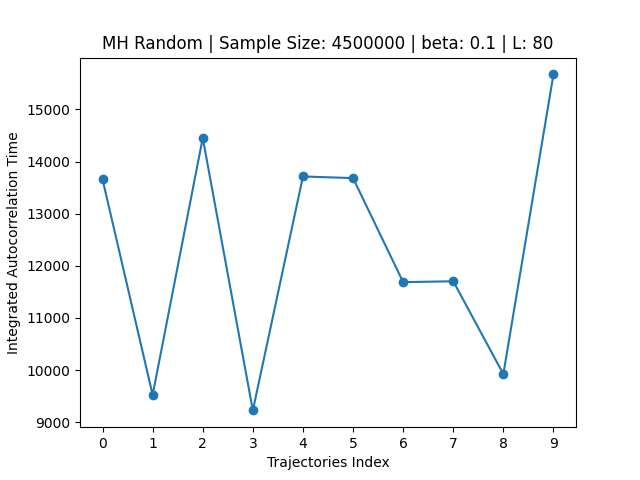 MH Random | Sample Size: 4500000 | beta: 0.1 | L: 80
Integrated Autocorrelation Time
15000
14000
13000
12000
11000
10000
9000
0 1 2 3 4 5 6 7 8 9
Trajectories Index